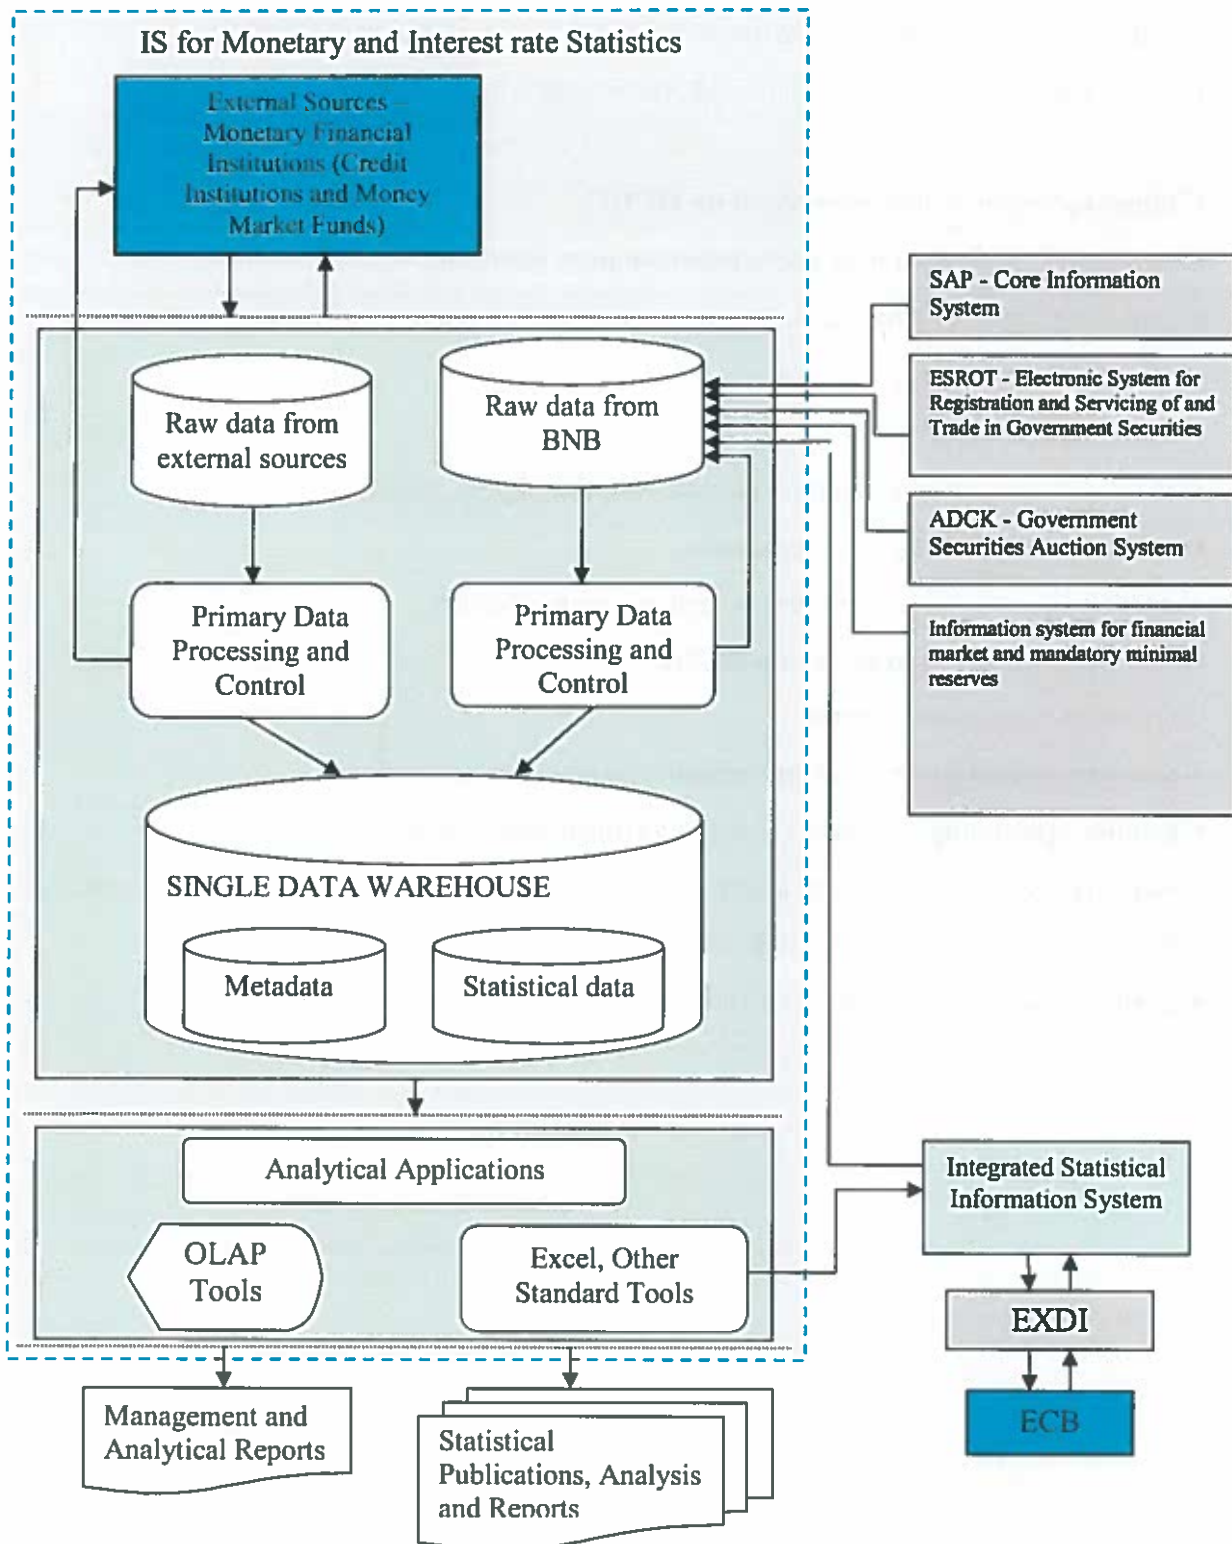 IS for Monetary and Interest rate Statistics
External Sources –
Monetary Financial
Institutions (Credit
Institutions and Money
Market Funds)
SAP - Core Information
System
ESROT - Electronic System for
Registration and Servicing of and
Trade in Government Securities
ADCK - Government
Securities Auction System
Information system for financial
market and mandatory minimal
reserves
Raw data from
external sources
Raw data from
BNB
Primary Data
Processing and
Control
Primary Data
Processing and
Control
SINGLE DATA WAREHOUSE
Metadata
Statistical data
Analytical Applications
OLAP
Tools
Excel, Other
Standard Tools
Integrated Statistical
Information System
EXDI
ECB
Management and
Analytical Reports
Statistical
Publications, Analysis
and Reports